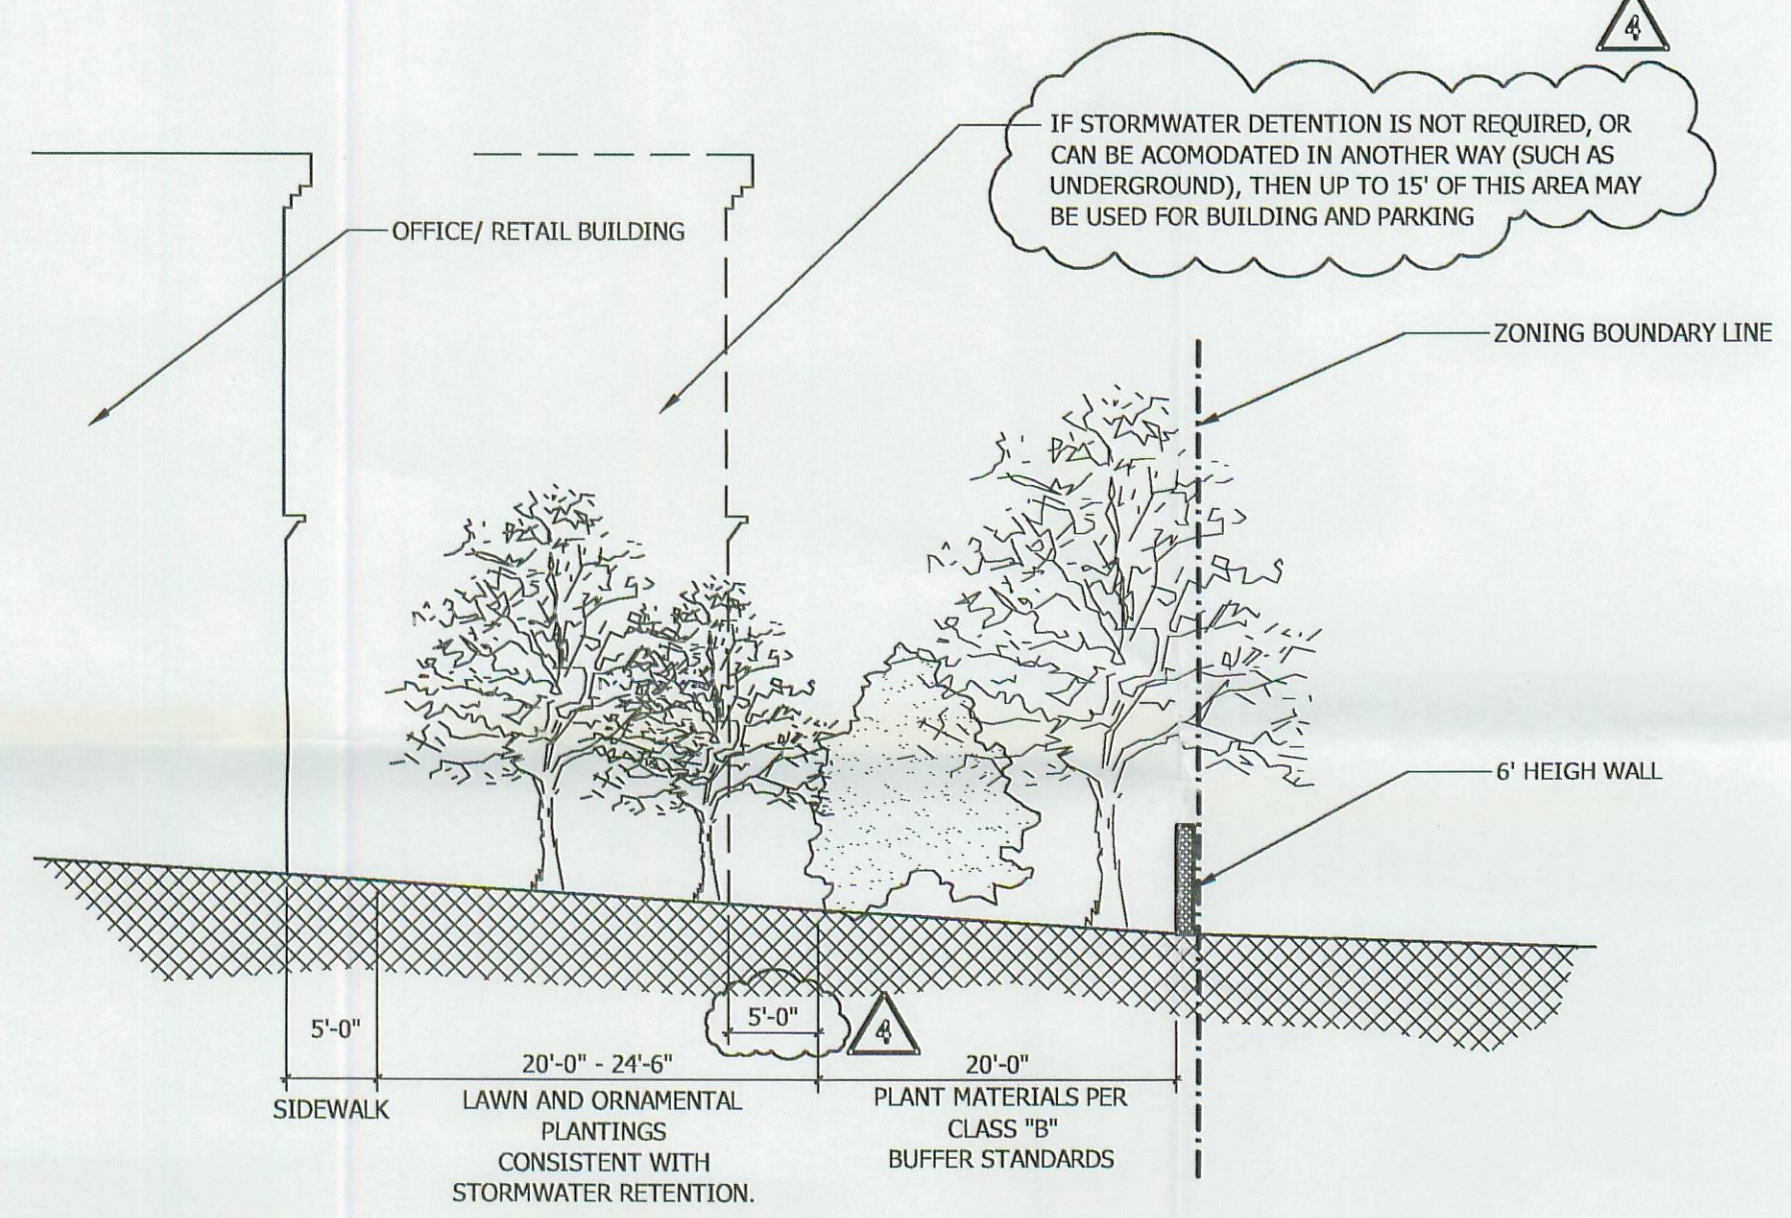 4
IF STORMWATER DETENTION IS NOT REQUIRED, OR
CAN BE ACOMODATED IN ANOTHER WAY (SUCH AS
UNDERGROUND), THEN UP TO 15' OF THIS AREA MAY
BE USED FOR BUILDING AND PARKING
OFFICE/ RETAIL BUILDING
ZONING BOUNDARY LINE
6' HEIGH WALL
5'-0"
4
5'-0"
20'-0" - 24'-6"
20'-0"
SIDEWALK
LAWN AND ORNAMENTAL
PLANTINGS
CONSISTENT WITH
STORMWATER RETENTION.
PLANT MATERIALS PER
CLASS "B"
BUFFER STANDARDS